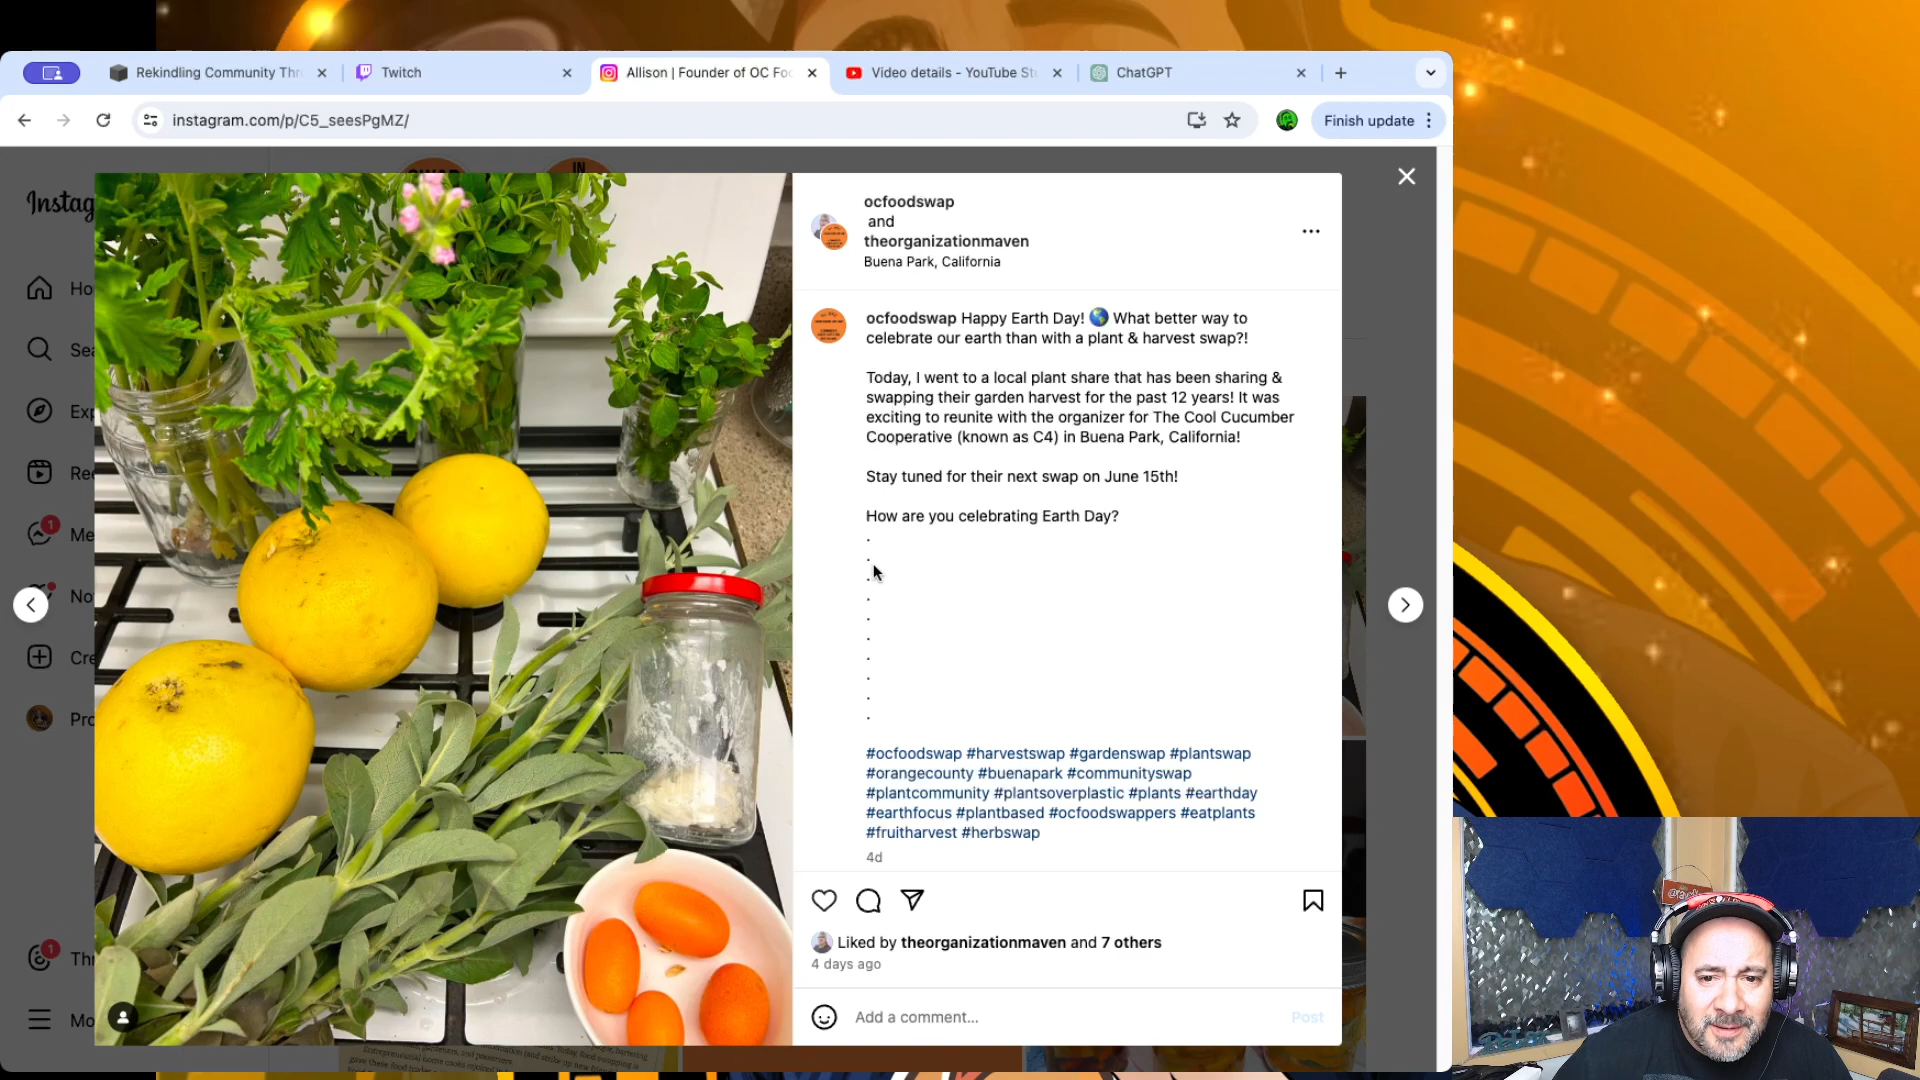 Rekindling Community Thr
Twitch
Allison | Founder of OC Foo
Video details - YouTube Stu
ChatGPT
instagram.com/p/C5_seesPgMZ/
Finish update
Instag
Ho
Sea
Exp
Ree
1
Me
No
Cre
Pro
1
Thr
Mo
ocfoodswap
and
theorganizationmaven
Buena Park, California
ocfoodswap Happy Earth Day! 🌎 What better way to
celebrate our earth than with a plant & harvest swap?!
Today, I went to a local plant share that has been sharing &
swapping their garden harvest for the past 12 years! It was
exciting to reunite with the organizer for The Cool Cucumber
Cooperative (known as C4) in Buena Park, California!
Stay tuned for their next swap on June 15th!
How are you celebrating Earth Day?
.
.
.
.
.
.
.
.
.
.
#ocfoodswap #harvestswap #gardenswap #plantswap
#orangecounty #buenapark #communityswap
#plantcommunity #plantsoverplastic #plants #earthday
#earthfocus #plantbased #ocfoodswappers #eatplants
#fruitharvest #herbswap
4d
Liked by theorganizationmaven and 7 others
4 days ago
Add a comment...
Post